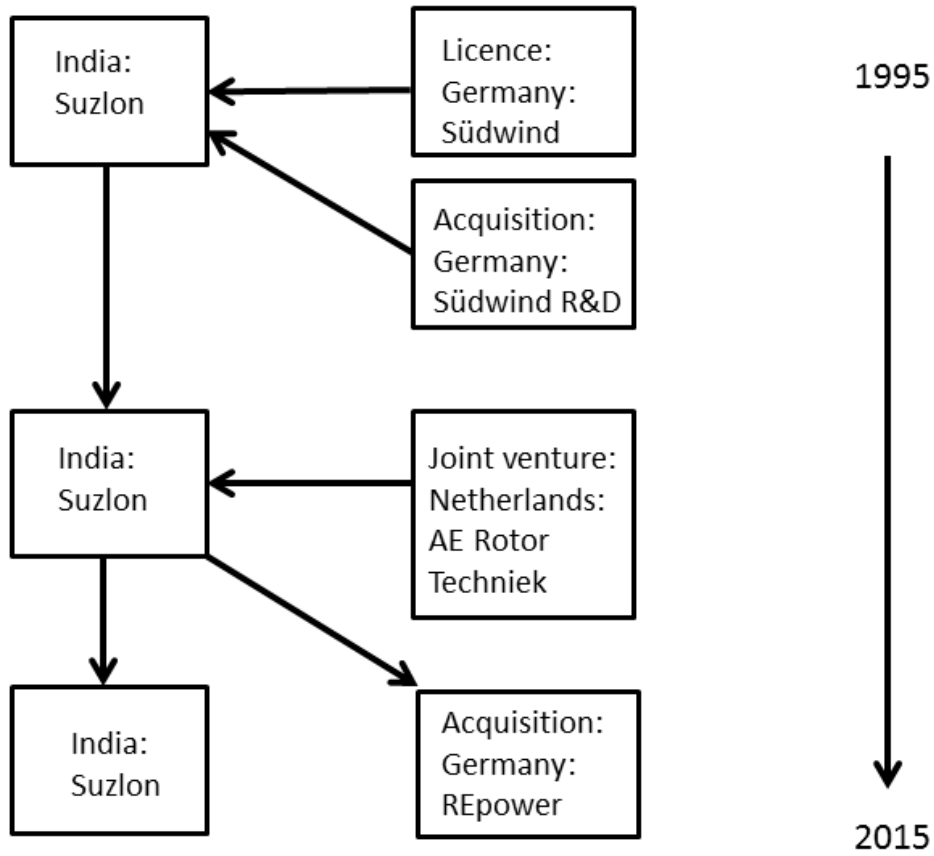 India:
Suzlon
Licence:
Germany:
Südwind
1995
Acquisition:
Germany:
Südwind R&D
India:
Suzlon
Joint venture:
Netherlands:
AE Rotor
Techniek
India:
Suzlon
Acquisition:
Germany:
REpower
2015